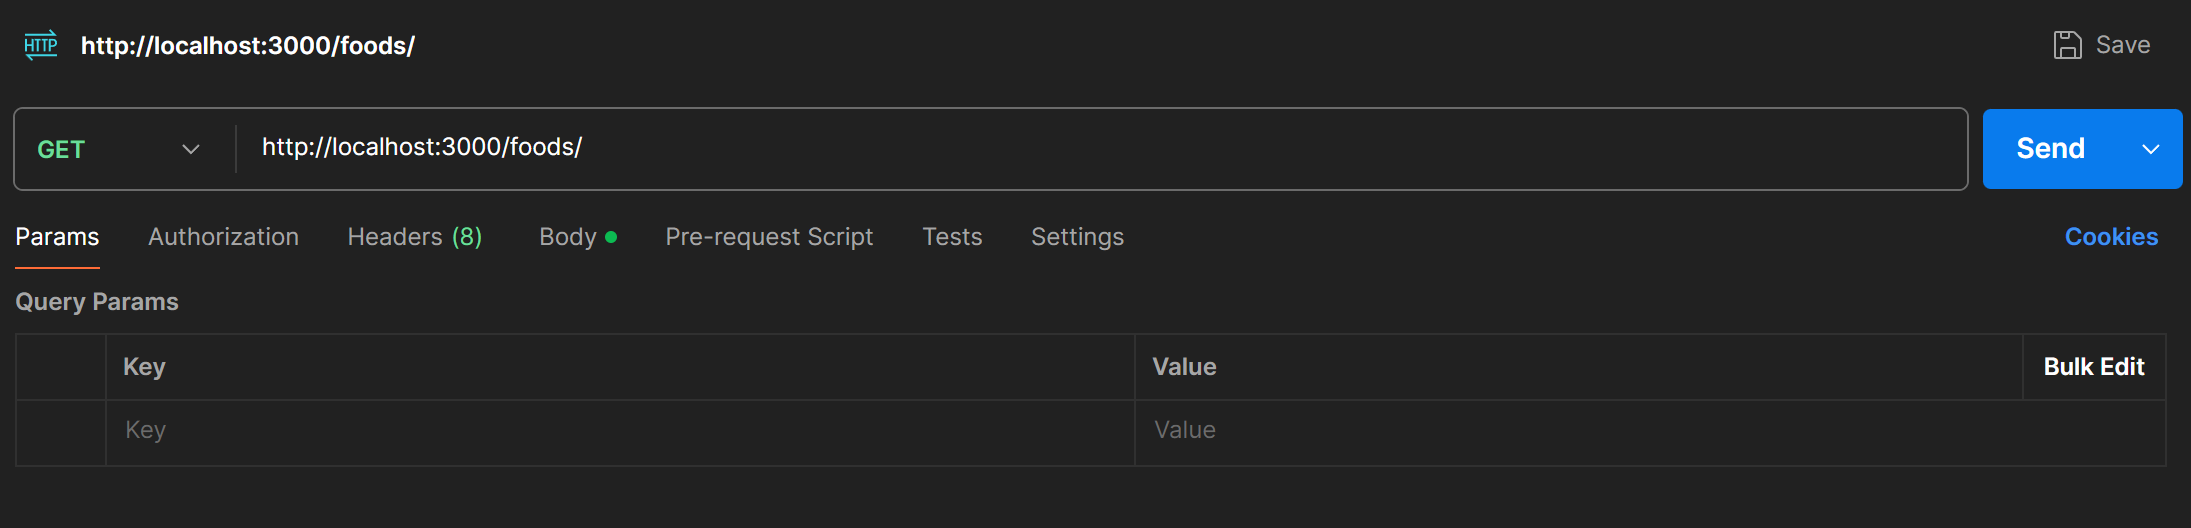 HTTP http://localhost:3000/foods/ Save
GET http://localhost:3000/foods/ Send
Params Authorization Headers (8) Body Pre-request Script Tests Settings Cookies
Query Params
Key Value Bulk Edit
Key Value